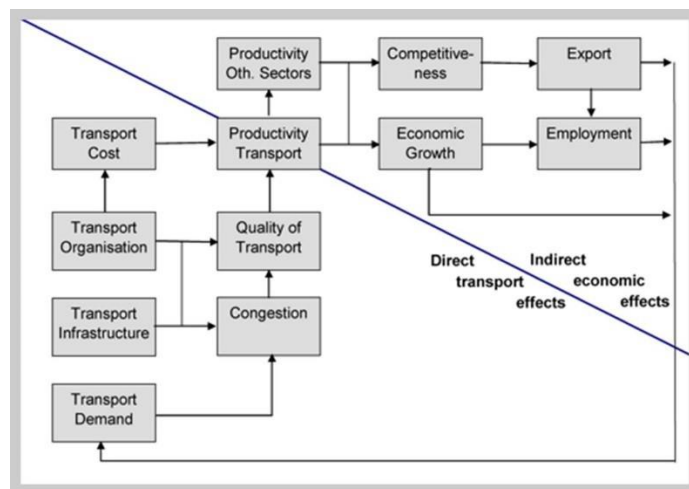 Productivity
Oth. Sectors
Competitive-
ness
Export
Transport
Cost
Productivity
Transport
Economic
Growth
Employment
Transport
Organisation
Quality of
Transport
Direct
transport
effects
Indirect
economic
effects
Transport
Infrastructure
Congestion
Transport
Demand